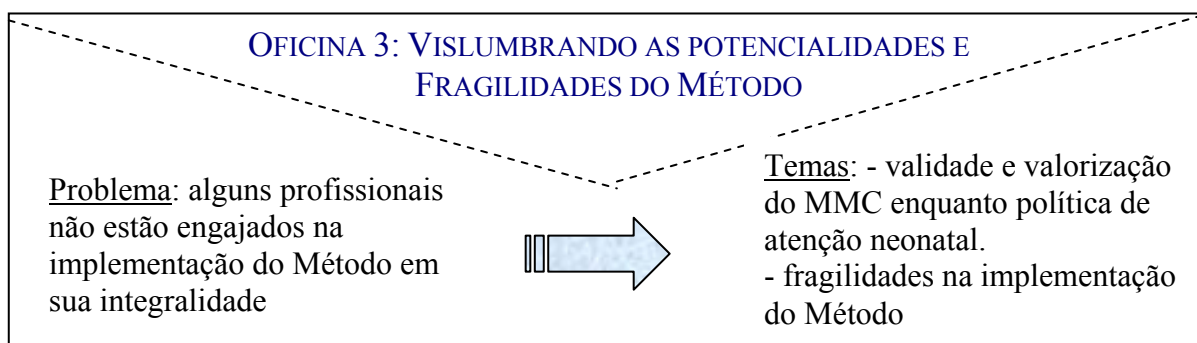 OFICINA 3: VISLUMBRANDO AS POTENCIALIDADES E
FRAGILIDADES DO MÉTODO
Problema: alguns profissionais
não estão engajados na
implementação do Método em
sua integralidade
Temas: - validade e valorização
do MMC enquanto política de
atenção neonatal.
- fragilidades na implementação
do Método